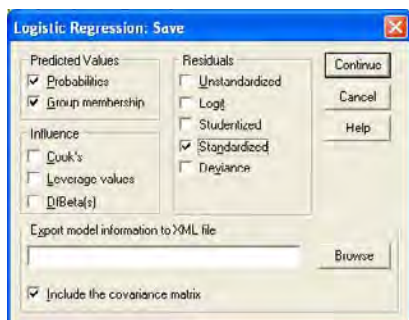 Logistic Regression: Save
Predicted Values
Probabilities
Group membership
Influence
Cook's
Leverage values
DfBeta(s)
Residuals
Unstandardized
Logit
Studentized
Standardized
Deviance
Continue
Cancel
Help
Export model information to XML file
Browse
Include the covariance matrix